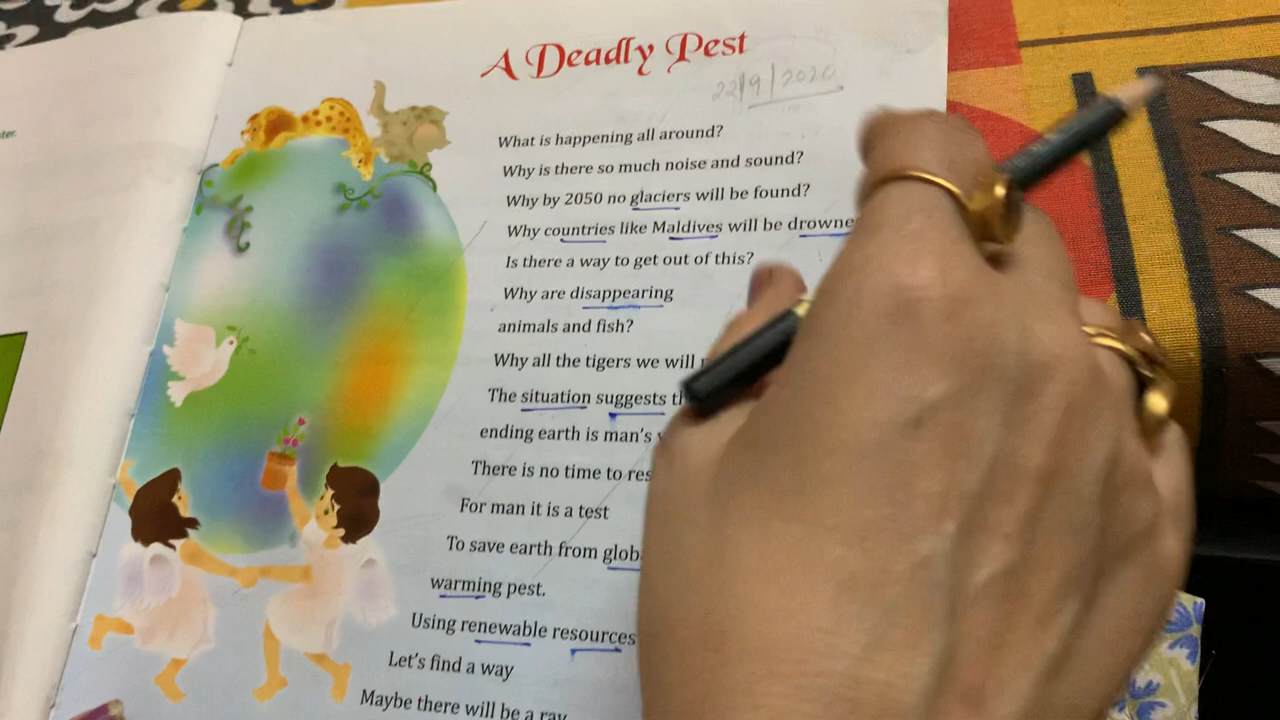 A Deadly Pest
22/9/2020
What is happening all around?
Why is there so much noise and sound?
Why by 2050 no glaciers will be found?
Why countries like Maldives will be
Is there a way to get out of this?
Why are disappearing
animals and fish?
Why all the tigers we will
The situation suggests
ending earth is man's
There is no time to
For man it is a test
To save earth from
warming pest.
Using renewable resources
Let's find a way
Maybe there will be a